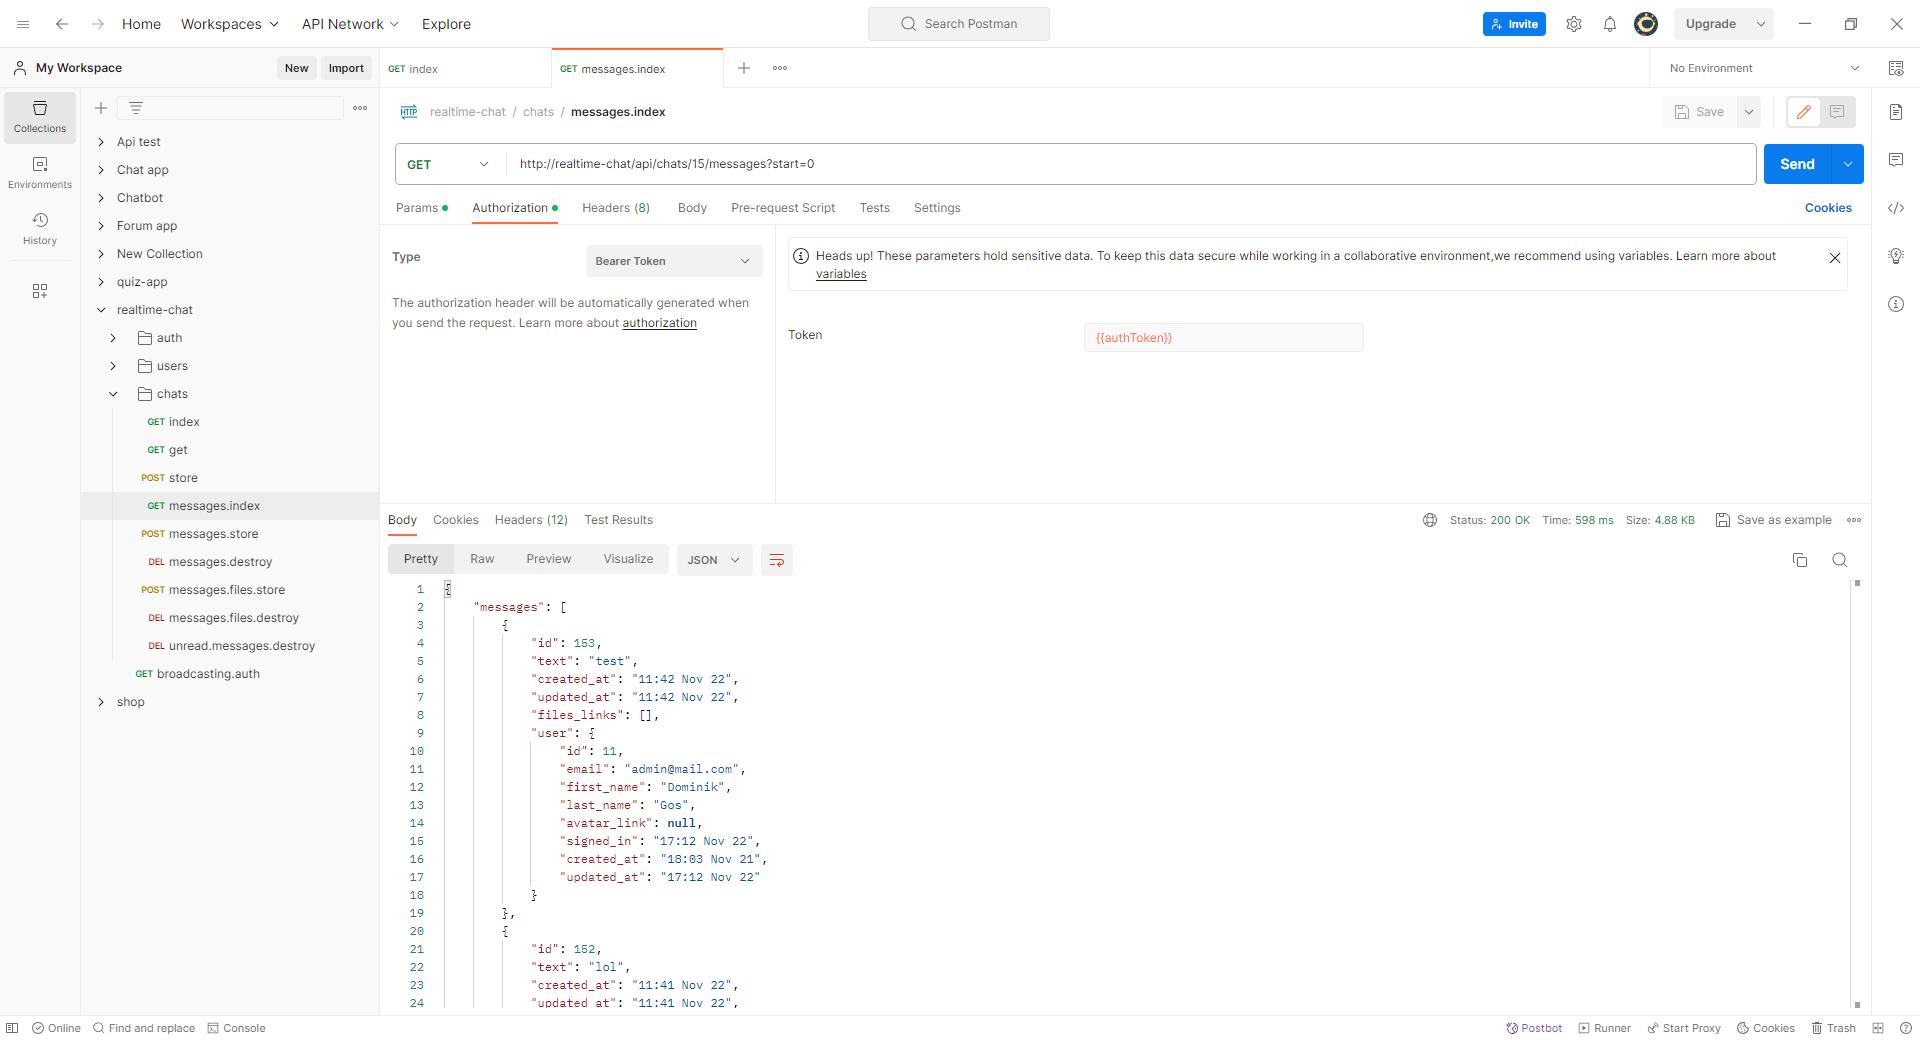 Home Workspaces API Network Explore Search Postman Invite Upgrade
My Workspace New Import GET index GET messages.index No Environment
Collections
Environments
History
Api test
Chat app
Chatbot
Forum app
New Collection
quiz-app
realtime-chat
auth
users
chats
GET index
GET get
POST store
GET messages.index
POST messages.store
DEL messages.destroy
POST messages.files.store
DEL messages.files.destroy
DEL unread.messages.destroy
GET broadcasting.auth
shop
HTTP realtime-chat / chats / messages.index Save
GET http://realtime-chat/api/chats/15/messages?start=0 Send
Params Authorization Headers (8) Body Pre-request Script Tests Settings Cookies
Type Bearer Token
The authorization header will be automatically generated when
you send the request. Learn more about authorization
Heads up! These parameters hold sensitive data. To keep this data secure while working in a collaborative environment,we recommend using variables. Learn more about
variables
Token {{authToken}}
Body Cookies Headers (12) Test Results Status: 200 OK Time: 598 ms Size: 4.88 KB Save as example
Pretty Raw Preview Visualize JSON
1 {
2 "messages": [
3 {
4 "id": 153,
5 "text": "test",
6 "created_at": "11:42 Nov 22",
7 "updated_at": "11:42 Nov 22",
8 "files_links": [],
9 "user": {
10 "id": 11,
11 "email": "admin@mail.com",
12 "first_name": "Dominik",
13 "last_name": "Gos",
14 "avatar_link": null,
15 "signed_in": "17:12 Nov 22",
16 "created_at": "18:03 Nov 21",
17 "updated_at": "17:12 Nov 22"
18 }
19 },
20 {
21 "id": 152,
22 "text": "lol",
23 "created_at": "11:41 Nov 22",
24 "updated_at": "11:41 Nov 22",
Online Find and replace Console Postbot Runner Start Proxy Cookies Trash